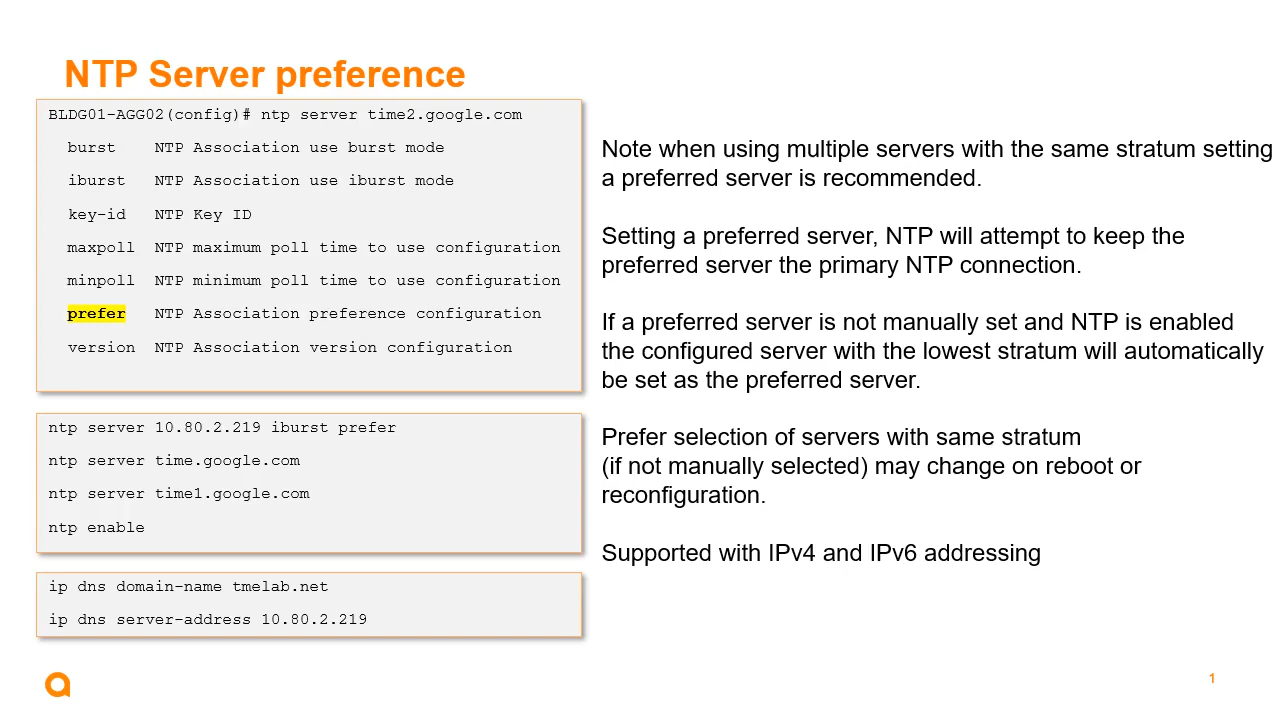 NTP Server preference
BLDG01-AGG02(config)# ntp server time2.google.com
burst    NTP Association use burst mode
iburst   NTP Association use iburst mode
key-id   NTP Key ID
maxpoll  NTP maximum poll time to use configuration
minpoll  NTP minimum poll time to use configuration
prefer   NTP Association preference configuration
version  NTP Association version configuration
ntp server 10.80.2.219 iburst prefer
ntp server time.google.com
ntp server time1.google.com
ntp enable
ip dns domain-name tmelab.net
ip dns server-address 10.80.2.219
Note when using multiple servers with the same stratum setting
a preferred server is recommended.
Setting a preferred server, NTP will attempt to keep the
preferred server the primary NTP connection.
If a preferred server is not manually set and NTP is enabled
the configured server with the lowest stratum will automatically
be set as the preferred server.
Prefer selection of servers with same stratum
(if not manually selected) may change on reboot or
reconfiguration.
Supported with IPv4 and IPv6 addressing
1